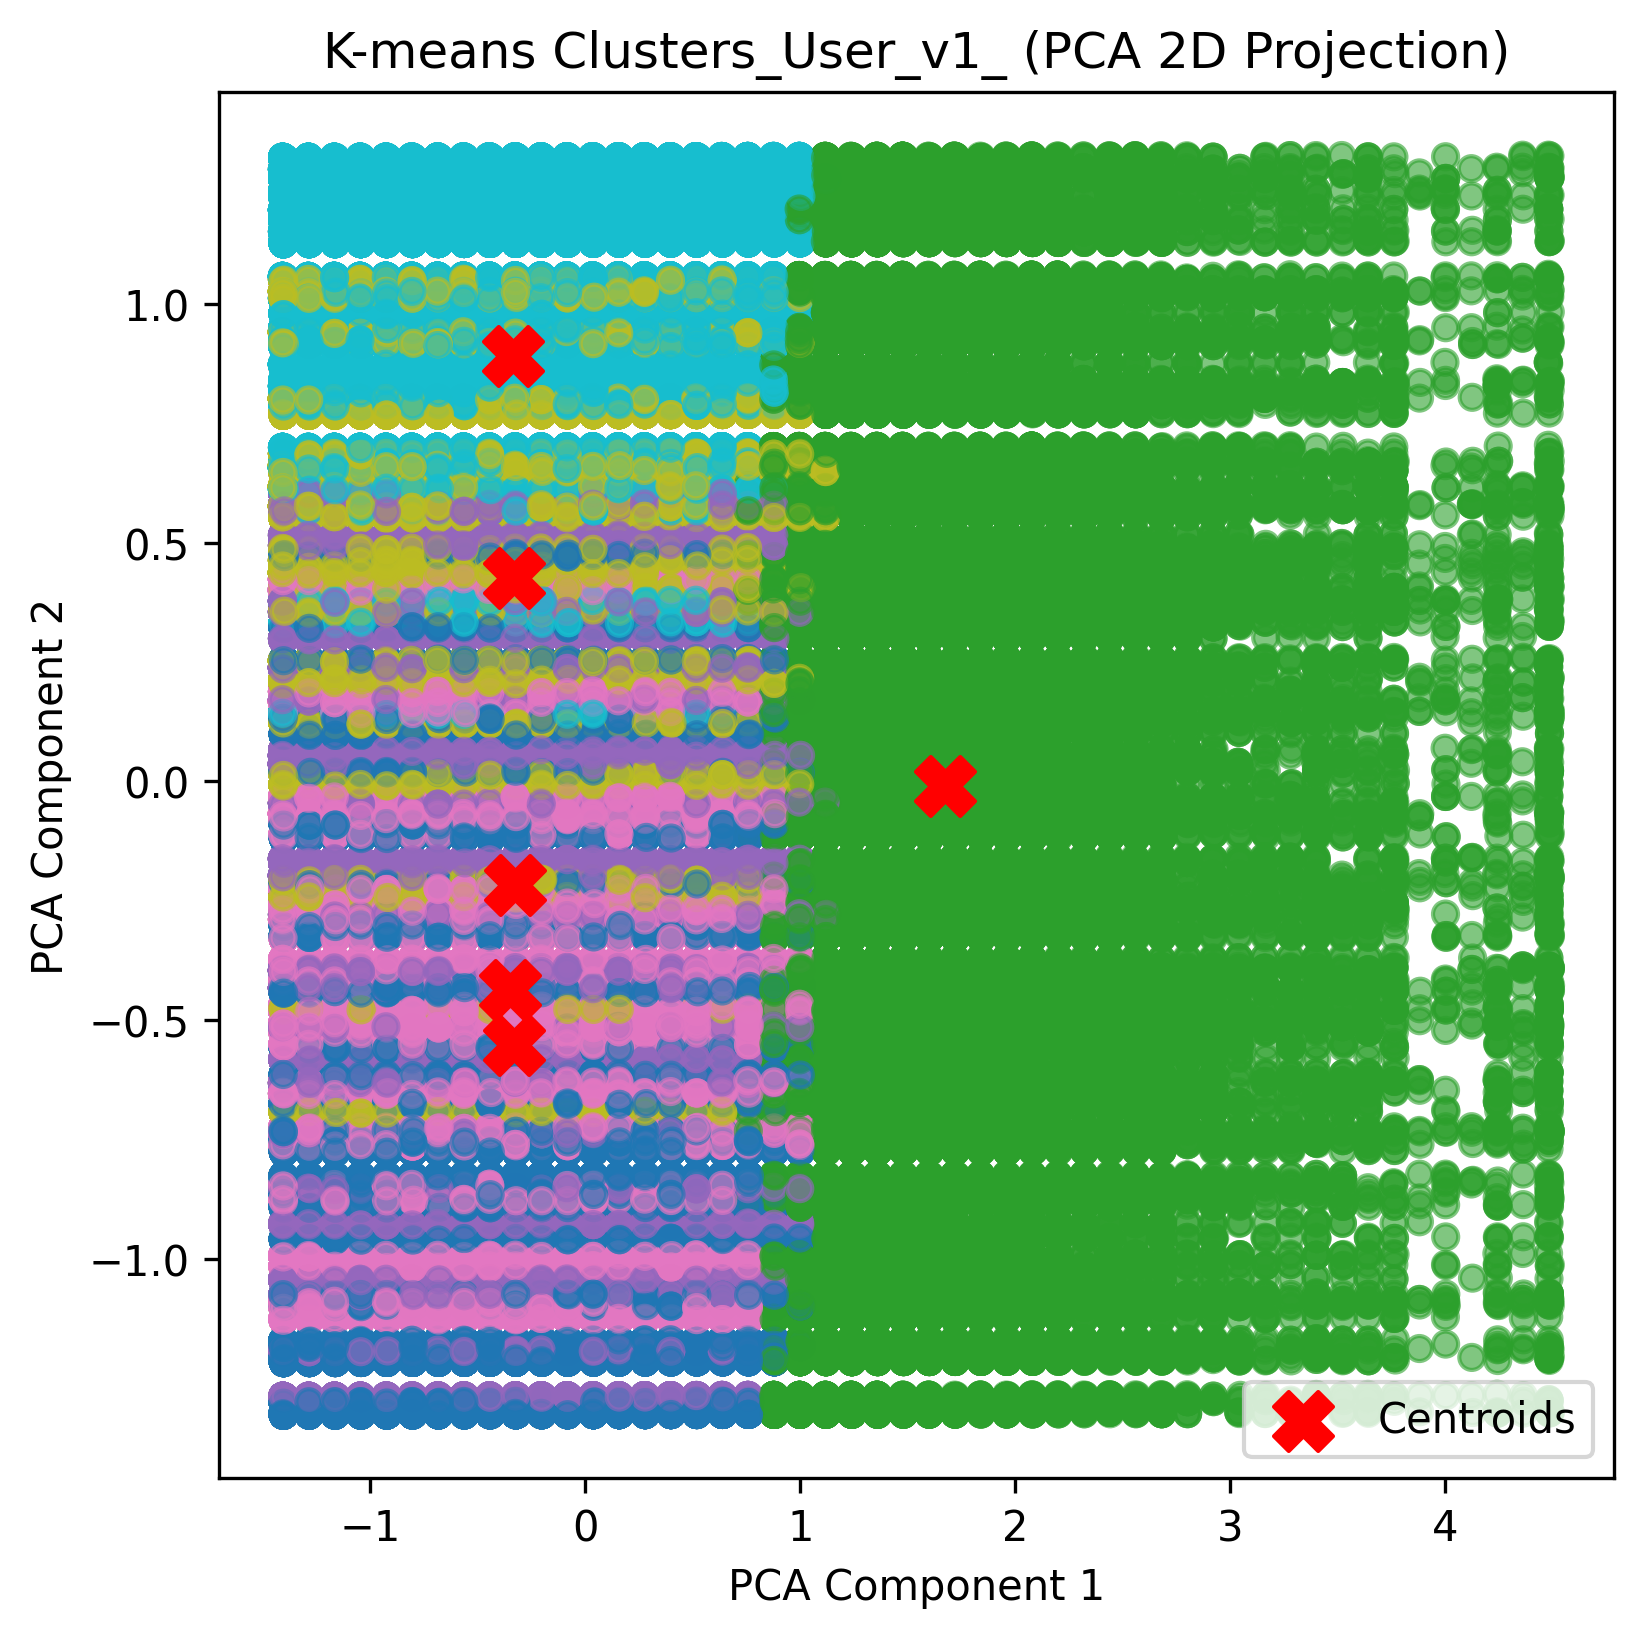 K-means Clusters_User_v1_ (PCA 2D Projection)
PCA Component 2
1.0
0.5
0.0
−0.5
−1.0
Centroids
−1
0
1
2
3
4
PCA Component 1